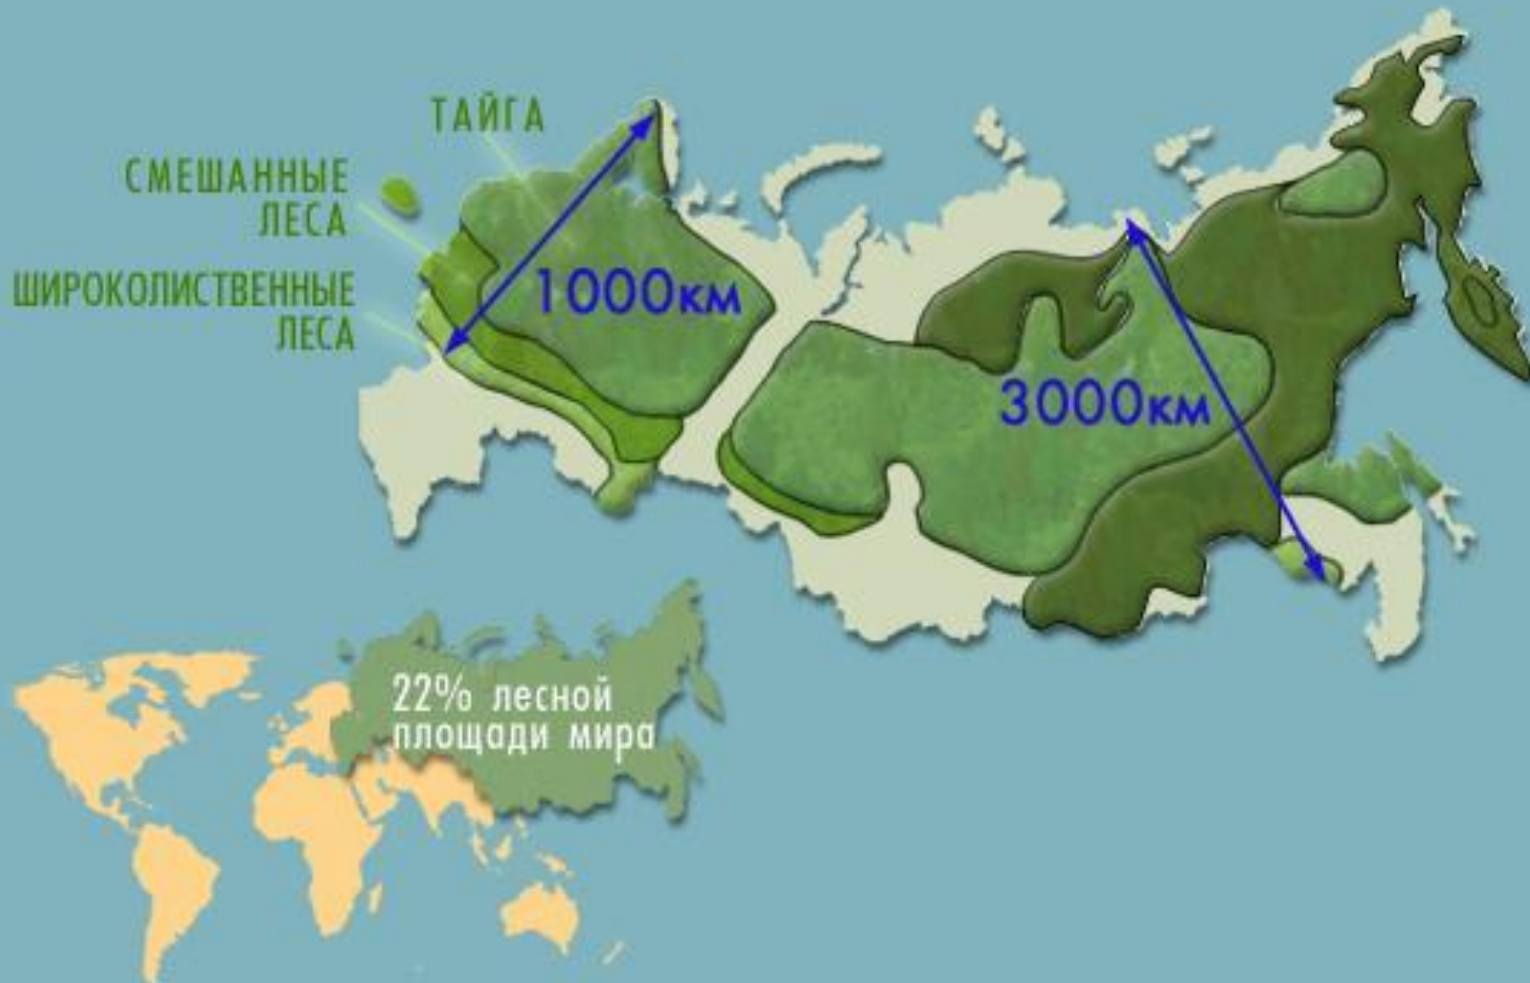 ТАЙГА
СМЕШАННЫЕ
ЛЕСА
ШИРОКОЛИСТВЕННЫЕ
ЛЕСА
1000км
3000км
22% лесной
площади мира